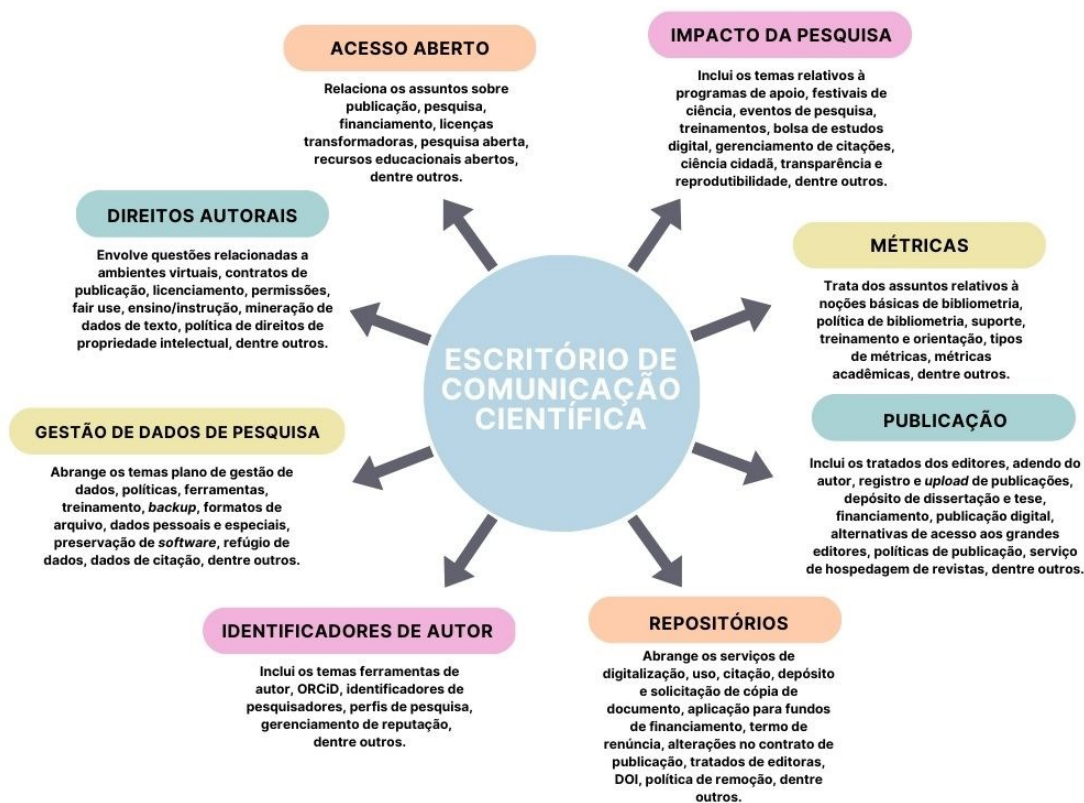 ACESSO ABERTO
Relaciona os assuntos sobre
publicação, pesquisa,
financiamento, licenças
transformadoras, pesquisa aberta,
recursos educacionais abertos,
dentre outros.
IMPACTO DA PESQUISA
Inclui os temas relativos à
programas de apoio, festivais de
ciência, eventos de pesquisa,
treinamentos, bolsa de estudos
digital, gerenciamento de citações,
ciência cidadã, transparência e
reprodutibilidade, dentre outros.
DIREITOS AUTORAIS
Envolve questões relacionadas a
ambientes virtuais, contratos de
publicação, licenciamento, permissões,
fair use, ensino/instrução, mineração de
dados de texto, política de direitos de
propriedade intelectual, dentre outros.
MÉTRICAS
Trata dos assuntos relativos à
noções básicas de bibliometria,
política de bibliometria, suporte,
treinamento e orientação, tipos
de métricas, métricas
acadêmicas, dentre outros.
ESCRITÓRIO DE
COMUNICAÇÃO
CIENTÍFICA
GESTÃO DE DADOS DE PESQUISA
Abrange os temas plano de gestão de
dados, políticas, ferramentas,
treinamento, backup, formatos de
arquivo, dados pessoais e especiais,
preservação de software, refúgio de
dados, dados de citação, dentre outros.
PUBLICAÇÃO
Inclui os tratados dos editores, adendo do
autor, registro e upload de publicações,
depósito de dissertação e tese,
financiamento, publicação digital,
alternativas de acesso aos grandes
editores, políticas de publicação, serviço
de hospedagem de revistas, dentre outros.
IDENTIFICADORES DE AUTOR
Inclui os temas ferramentas de
autor, ORCiD, identificadores de
pesquisadores, perfis de pesquisa,
gerenciamento de reputação,
dentre outros.
REPOSITÓRIOS
Abrange os serviços de
digitalização, uso, citação, depósito
e solicitação de cópia de
documento, aplicação para fundos
de financiamento, termo de
renúncia, alterações no contrato de
publicação, tratados de editoras,
DOI, política de remoção, dentre
outros.